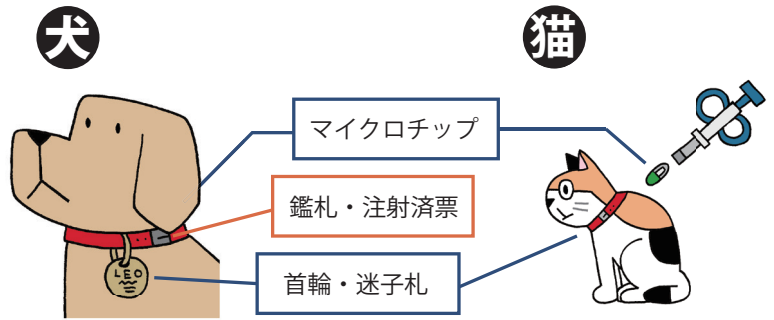 犬
猫
マイクロチップ
鑑札・注射済票
首輪・迷子札
LEO